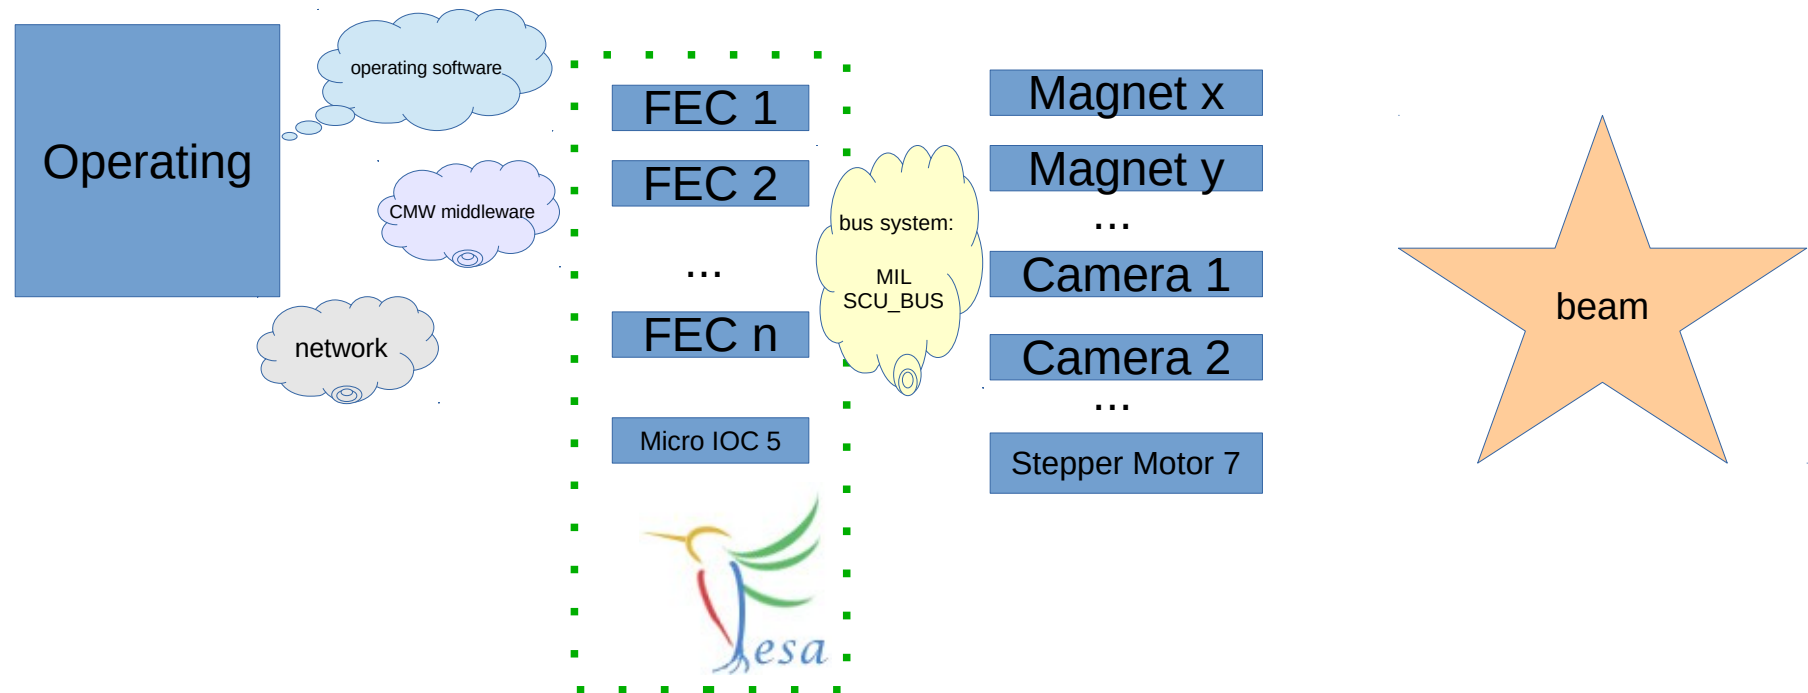 Operating
operating software
CMW middleware
network
FEC 1
FEC 2
...
FEC n
Micro IOC 5
fesa
bus system:
MIL
SCU_BUS
Magnet x
Magnet y
...
Camera 1
Camera 2
...
Stepper Motor 7
beam